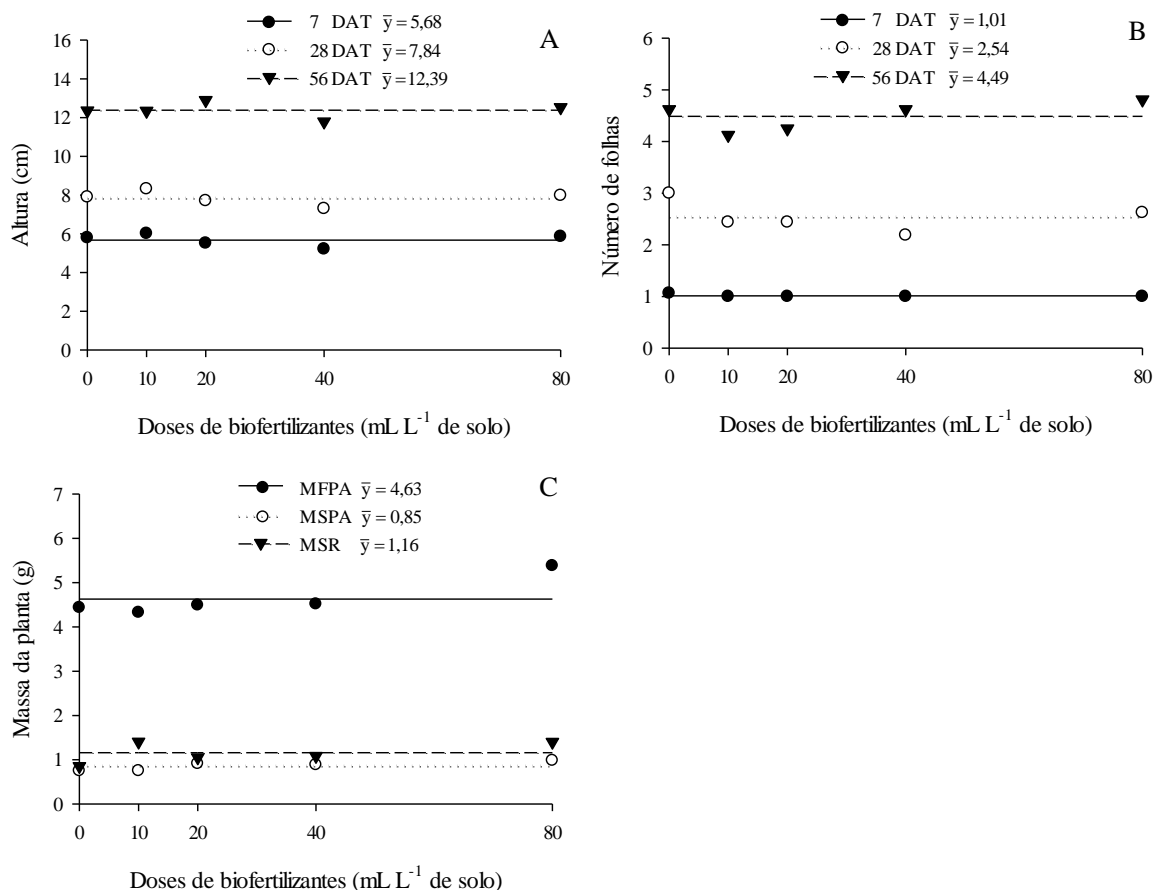 7 DAT y̅ = 5,68
28 DAT y̅ = 7,84
56 DAT y̅ = 12,39
A
16
14
12
10
8
6
4
2
0
Altura (cm)
0 10 20 40 80
Doses de biofertilizantes (mL L⁻¹ de solo)
7 DAT y̅ = 1,01
28 DAT y̅ = 2,54
56 DAT y̅ = 4,49
B
6
5
4
3
2
1
0
Número de folhas
0 10 20 40 80
Doses de biofertilizantes (mL L⁻¹ de solo)
MFPA y̅ = 4,63
MSPA y̅ = 0,85
MSR y̅ = 1,16
C
7
6
5
4
3
2
1
0
Massa da planta (g)
0 10 20 40 80
Doses de biofertilizantes (mL L⁻¹ de solo)